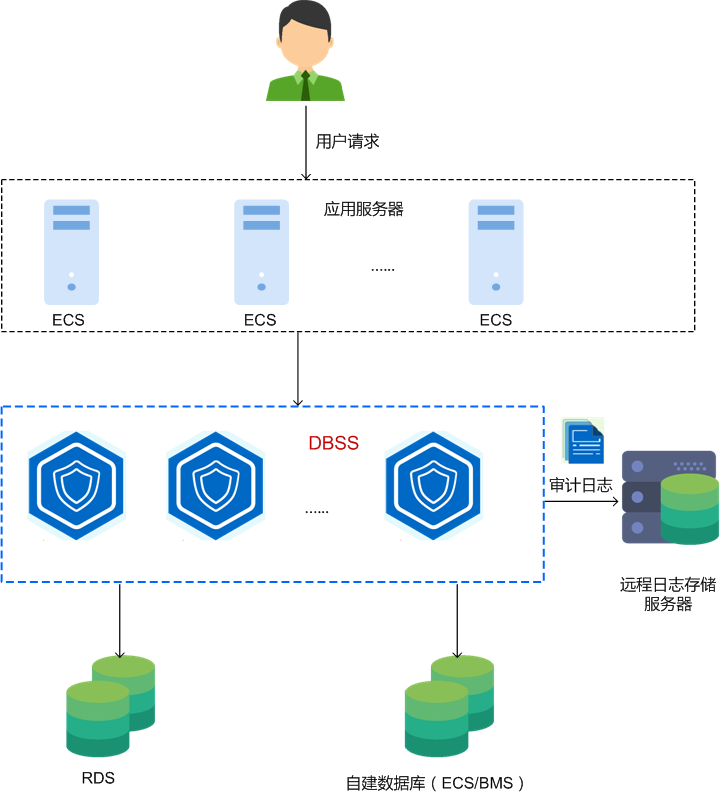 用户请求
应用服务器
......
ECS
ECS
ECS
DBSS
......
审计日志
远程日志存储
服务器
RDS
自建数据库（ECS/BMS）